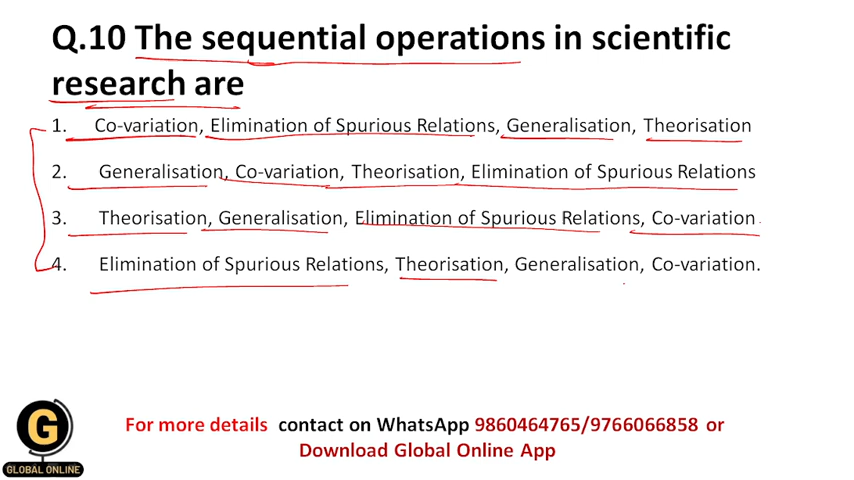 Q.10 The sequential operations in scientific
research are
1. Co-variation, Elimination of Spurious Relations, Generalisation, Theorisation
2. Generalisation, Co-variation, Theorisation, Elimination of Spurious Relations
3. Theorisation, Generalisation, Elimination of Spurious Relations, Co-variation
4. Elimination of Spurious Relations, Theorisation, Generalisation, Co-variation.
G
GLOBAL ONLINE
For more details contact on WhatsApp 9860464765/9766066858 or
Download Global Online App